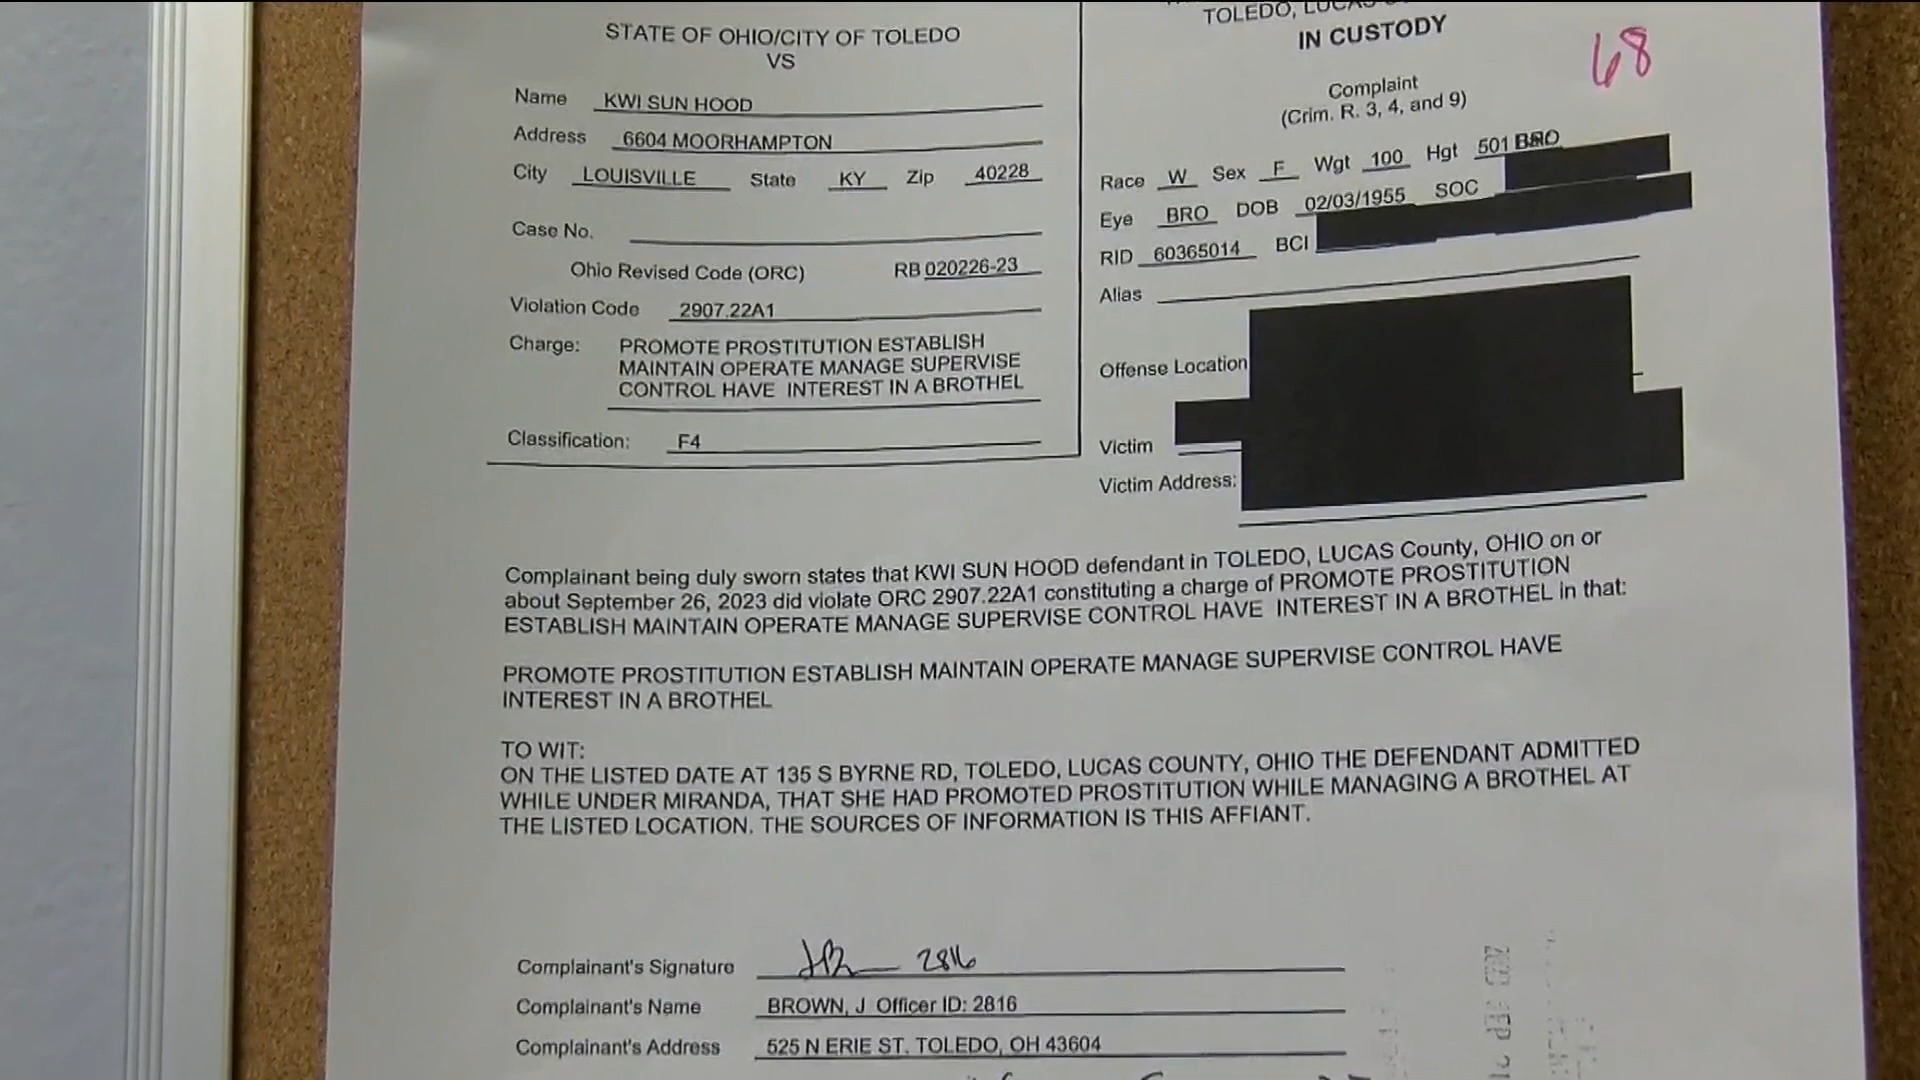 TOLEDO, LUCAS
STATE OF OHIO/CITY OF TOLEDO
VS
IN CUSTODY
68
Complaint
(Crim. R. 3, 4, and 9)
Name KWI SUN HOOD
Address 6604 MOORHAMPTON
City LOUISVILLE State KY Zip 40228
Case No.
Ohio Revised Code (ORC) RB 020226-23
Violation Code 2907.22A1
Charge: PROMOTE PROSTITUTION ESTABLISH
MAINTAIN OPERATE MANAGE SUPERVISE
CONTROL HAVE INTEREST IN A BROTHEL
Classification: F4
Race W Sex F Wgt 100 Hgt 501 BRO
Eye BRO DOB 02/03/1955 SOC
RID 60365014 BCI
Alias
Offense Location
Victim
Victim Address:
Complainant being duly sworn states that KWI SUN HOOD defendant in TOLEDO, LUCAS County, OHIO on or
about September 26, 2023 did violate ORC 2907.22A1 constituting a charge of PROMOTE PROSTITUTION
ESTABLISH MAINTAIN OPERATE MANAGE SUPERVISE CONTROL HAVE INTEREST IN A BROTHEL in that:
PROMOTE PROSTITUTION ESTABLISH MAINTAIN OPERATE MANAGE SUPERVISE CONTROL HAVE
INTEREST IN A BROTHEL
TO WIT:
ON THE LISTED DATE AT 135 S BYRNE RD, TOLEDO, LUCAS COUNTY, OHIO THE DEFENDANT ADMITTED
WHILE UNDER MIRANDA, THAT SHE HAD PROMOTED PROSTITUTION WHILE MANAGING A BROTHEL AT
THE LISTED LOCATION. THE SOURCES OF INFORMATION IS THIS AFFIANT.
Complainant's Signature 2816
Complainant's Name BROWN, J Officer ID: 2816
Complainant's Address 525 N ERIE ST. TOLEDO, OH 43604